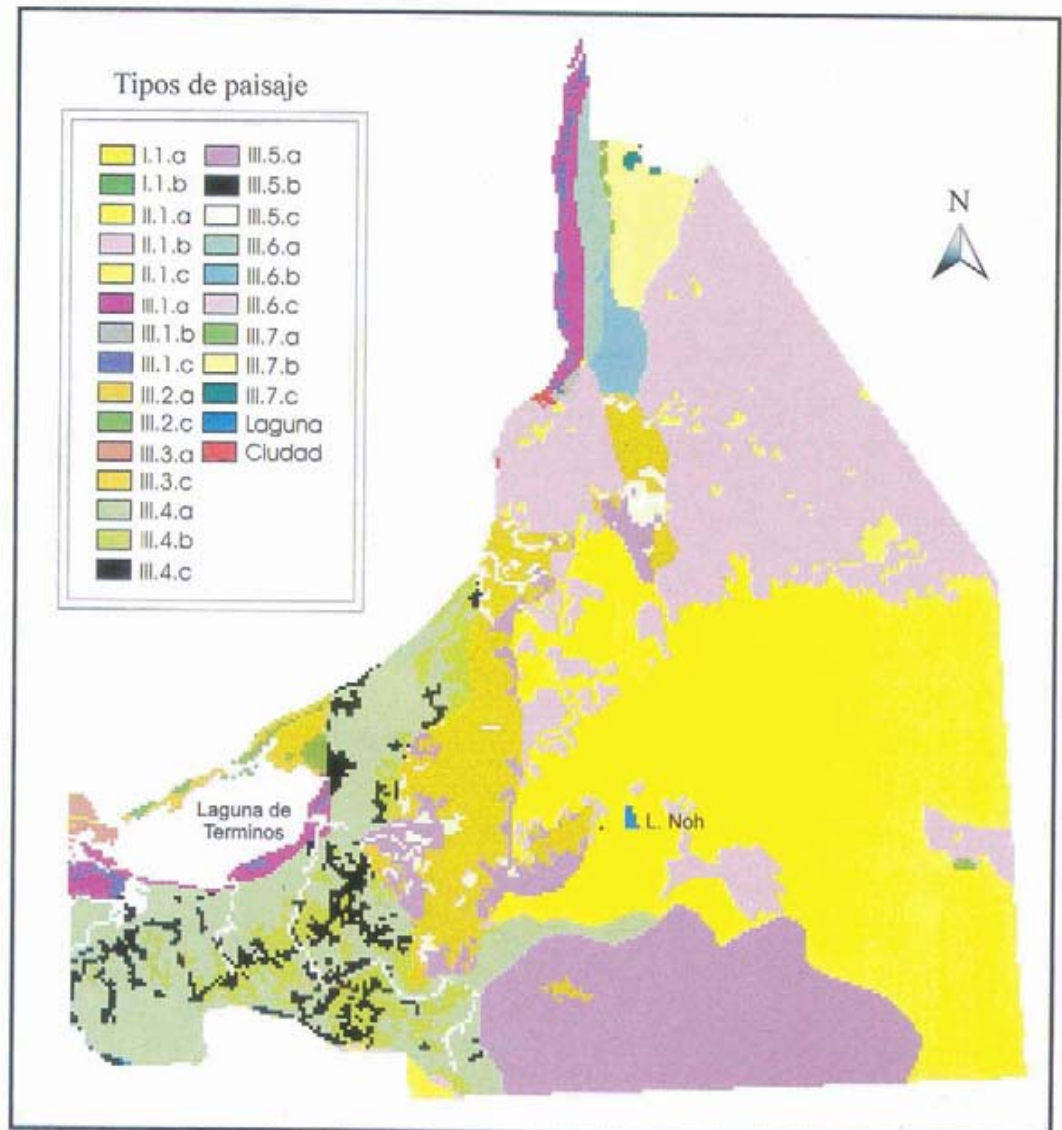 Tipos de paisaje
I.1.a
I.1.b
II.1.a
II.1.b
II.1.c
III.1.a
III.1.b
III.1.c
III.2.a
III.2.c
III.3.a
III.3.c
III.4.a
III.4.b
III.4.c
III.5.a
III.5.b
III.5.c
III.6.a
III.6.b
III.6.c
III.7.a
III.7.b
III.7.c
Laguna
Ciudad
N
Laguna de
Terminos
L. Noh